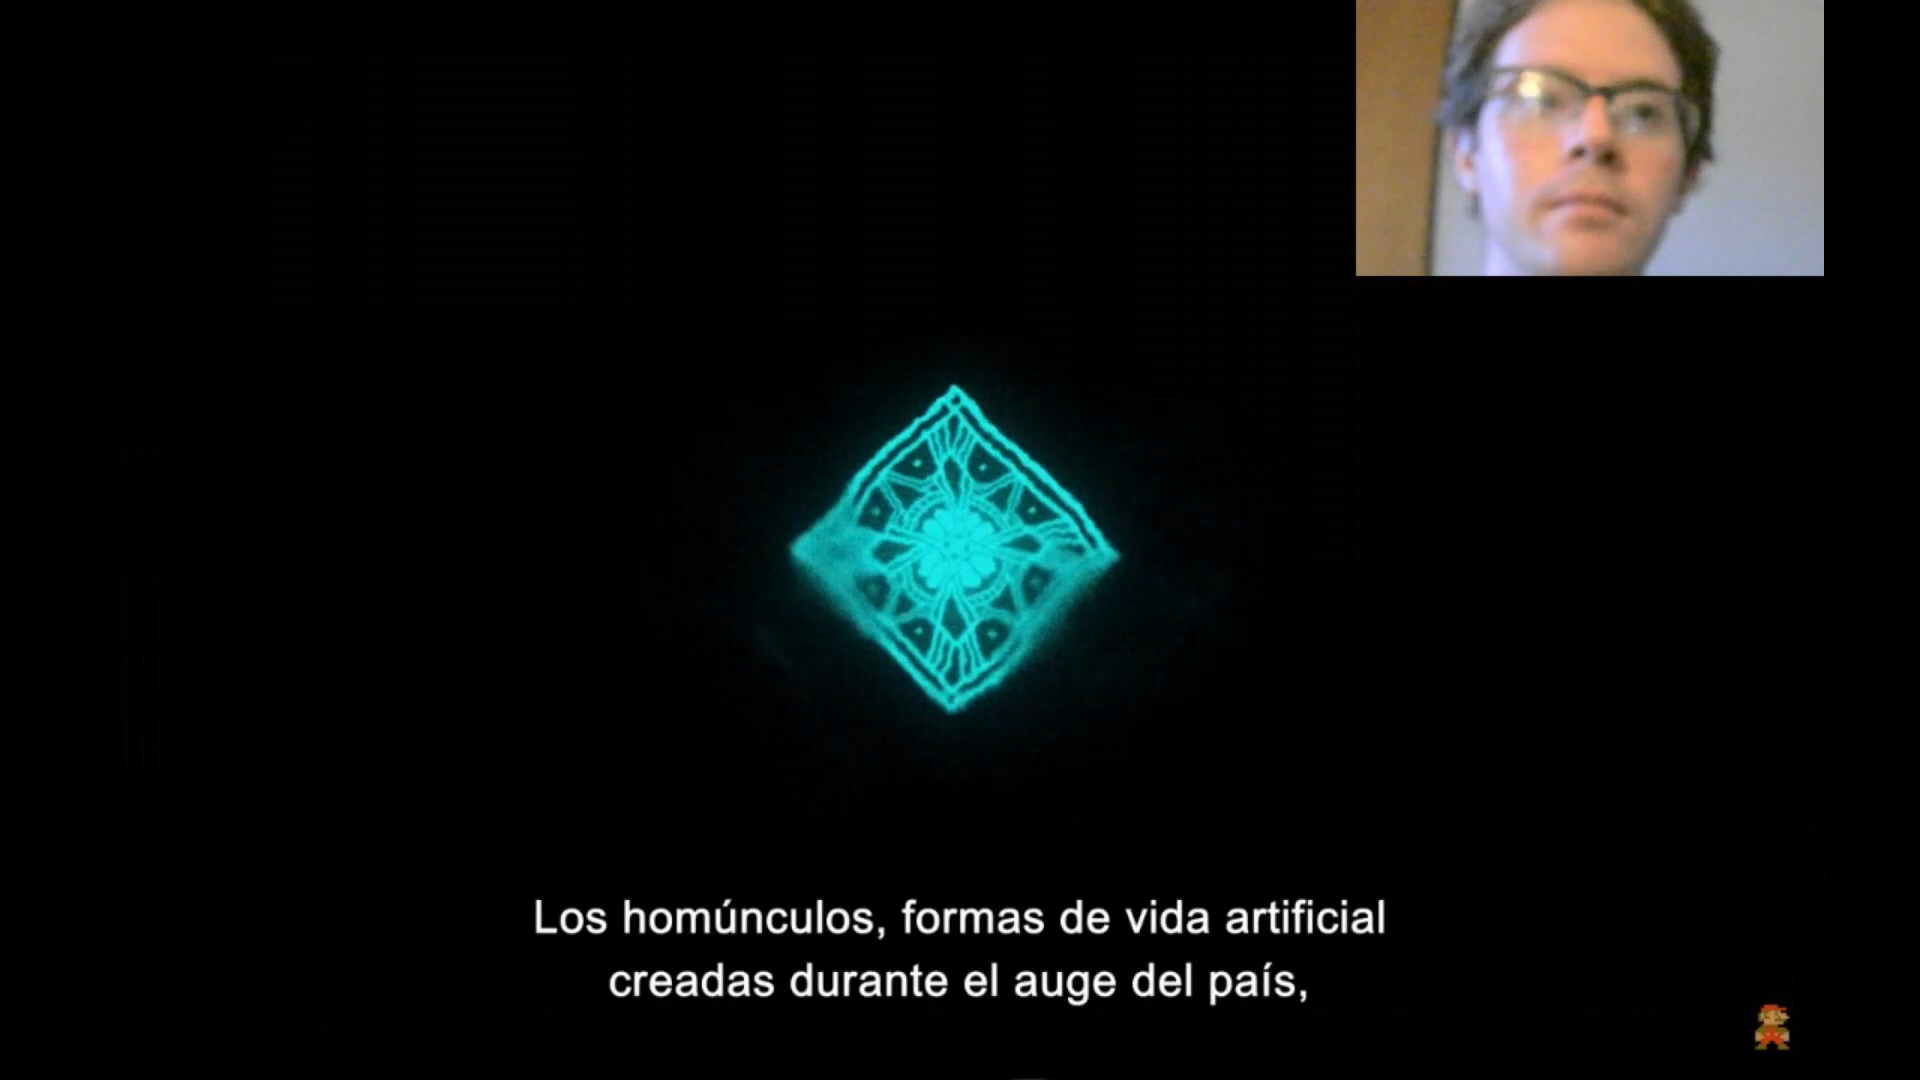 Los homúnculos, formas de vida artificial
creadas durante el auge del país,